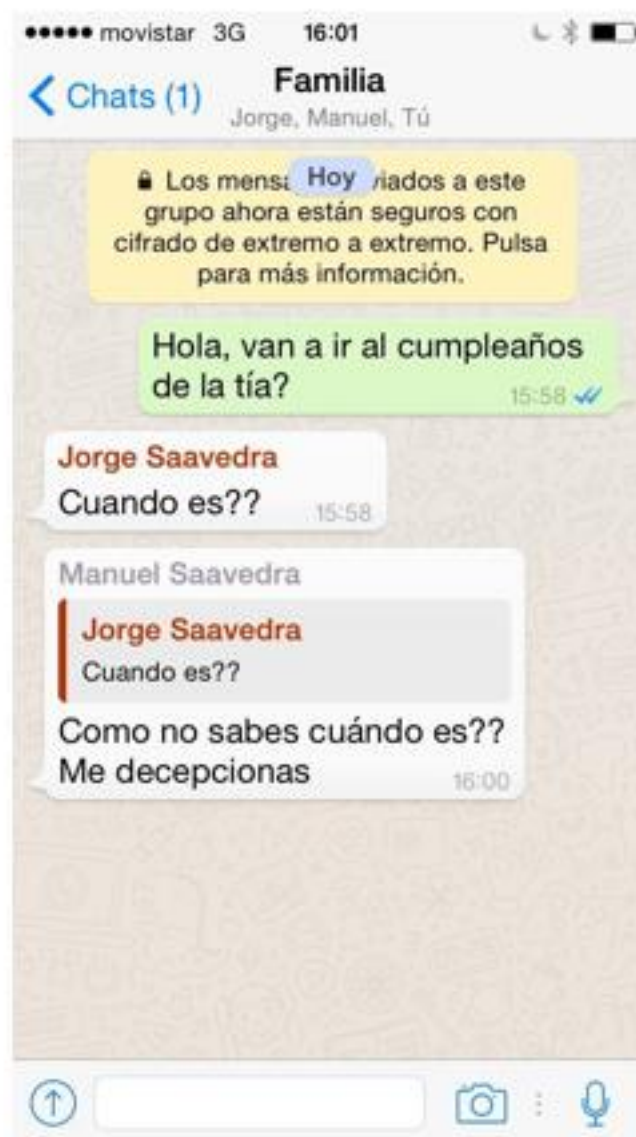 movistar 3G 16:01
Chats (1) Familia
Jorge, Manuel, Tú
Hoy
Los mensa viados a este
grupo ahora están seguros con
cifrado de extremo a extremo. Pulsa
para más información.
Hola, van a ir al cumpleaños
de la tía? 15:58
Jorge Saavedra
Cuando es?? 15:58
Manuel Saavedra
Jorge Saavedra
Cuando es??
Como no sabes cuándo es??
Me decepcionas 16:00